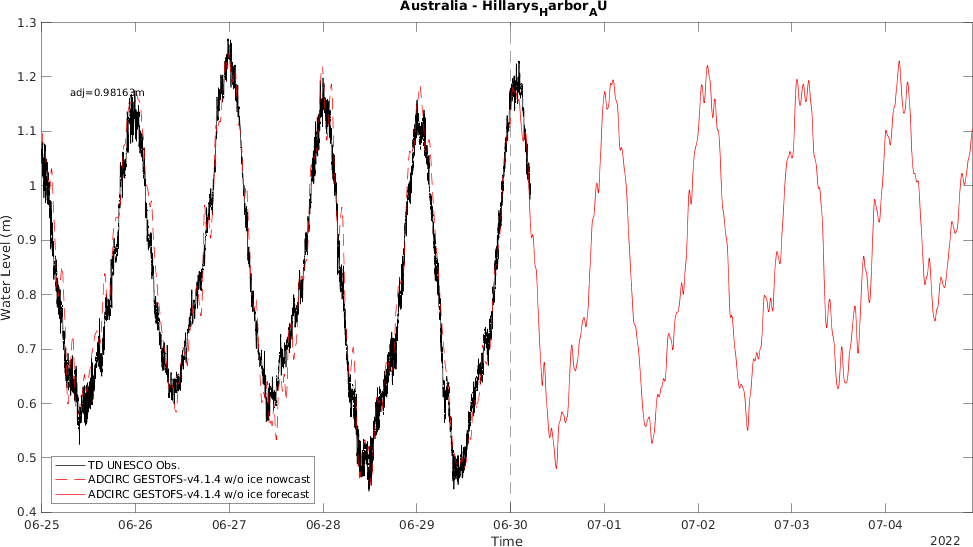 Australia - HillarysHarborAU
1.3
1.2
adj=0.98163m
1.1
1
0.9
Water Level (m)
0.8
0.7
0.6
0.5
TD UNESCO Obs.
ADCIRC GESTOFS-v4.1.4 w/o ice nowcast
ADCIRC GESTOFS-v4.1.4 w/o ice forecast
0.4
06-25 06-26 06-27 06-28 06-29 06-30 07-01 07-02 07-03 07-04
Time
2022